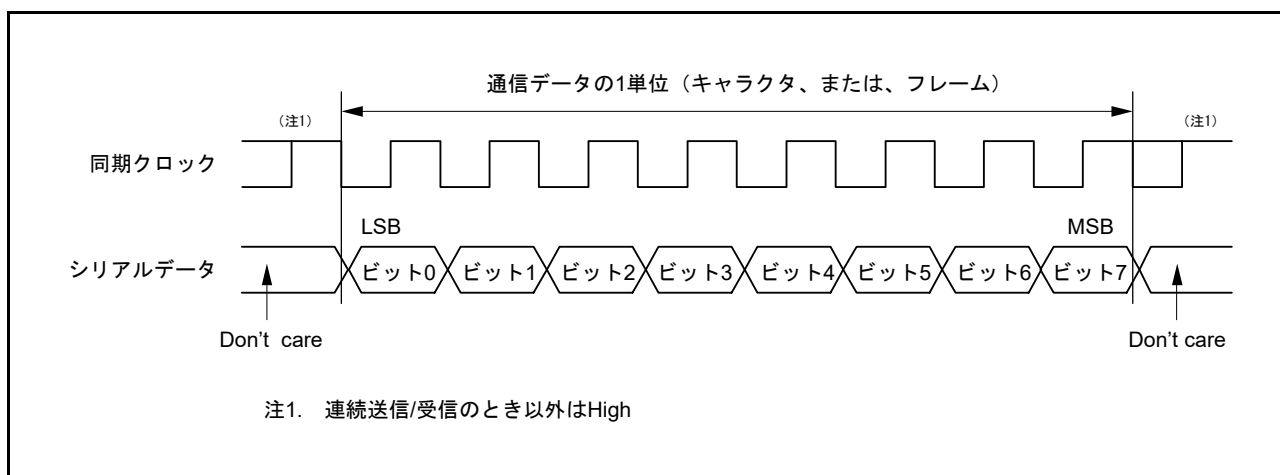 通信データの1単位（キャラクタ、または、フレーム）
（注1）
（注1）
同期クロック
LSB
MSB
シリアルデータ
ビット0 ビット1 ビット2 ビット3 ビット4 ビット5 ビット6 ビット7
Don't care
Don't care
注1. 連続送信/受信のとき以外はHigh